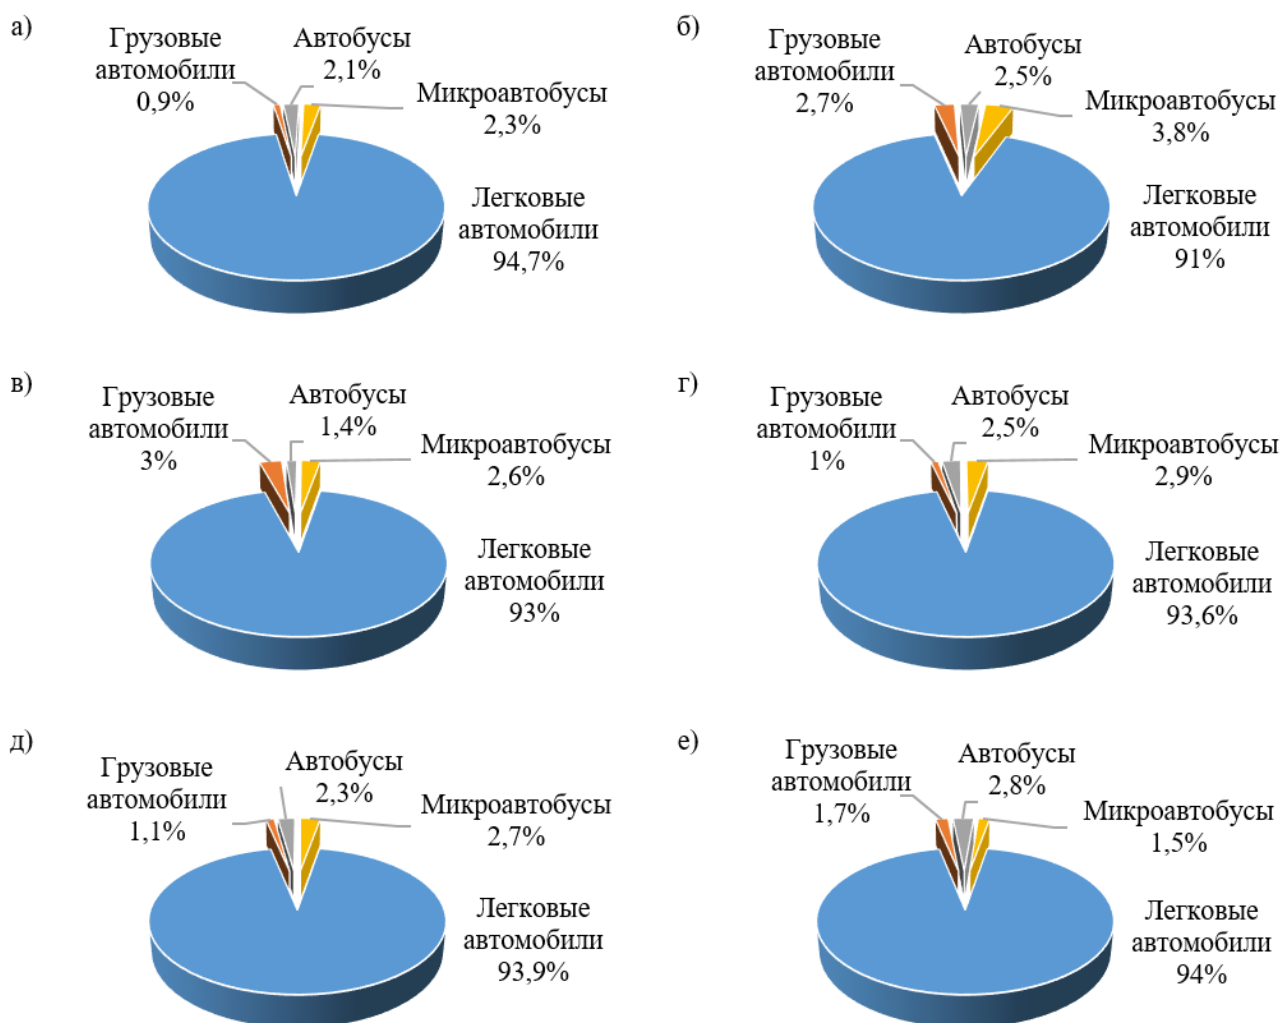 а)
Грузовые
автомобили
0,9%
Автобусы
2,1%
Микроавтобусы
2,3%
Легковые
автомобили
94,7%
б)
Грузовые
автомобили
2,7%
Автобусы
2,5%
Микроавтобусы
3,8%
Легковые
автомобили
91%
в)
Грузовые
автомобили
3%
Автобусы
1,4%
Микроавтобусы
2,6%
Легковые
автомобили
93%
г)
Грузовые
автомобили
1%
Автобусы
2,5%
Микроавтобусы
2,9%
Легковые
автомобили
93,6%
д)
Грузовые
автомобили
1,1%
Автобусы
2,3%
Микроавтобусы
2,7%
Легковые
автомобили
93,9%
е)
Грузовые
автомобили
1,7%
Автобусы
2,8%
Микроавтобусы
1,5%
Легковые
автомобили
94%